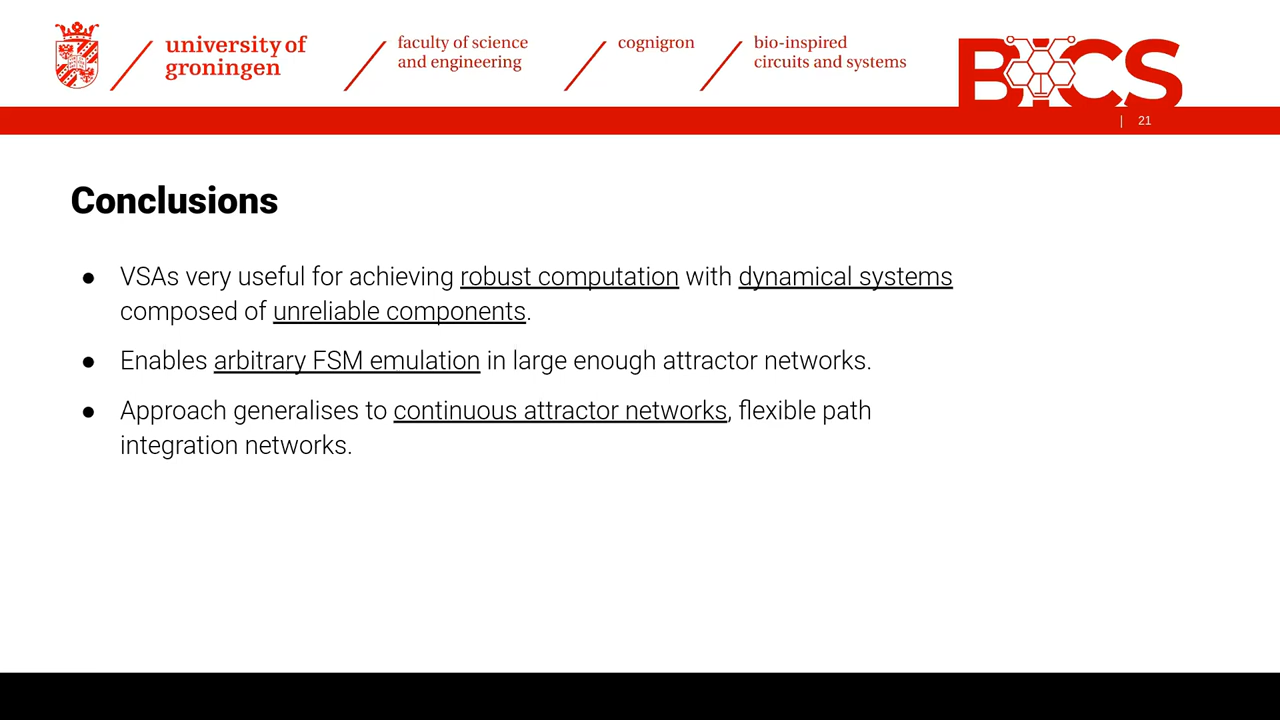 university of
groningen
faculty of science
and engineering
cognigron
bio-inspired
circuits and systems
BICS
| 21
Conclusions
● VSAs very useful for achieving robust computation with dynamical systems
composed of unreliable components.
● Enables arbitrary FSM emulation in large enough attractor networks.
● Approach generalises to continuous attractor networks, flexible path
integration networks.